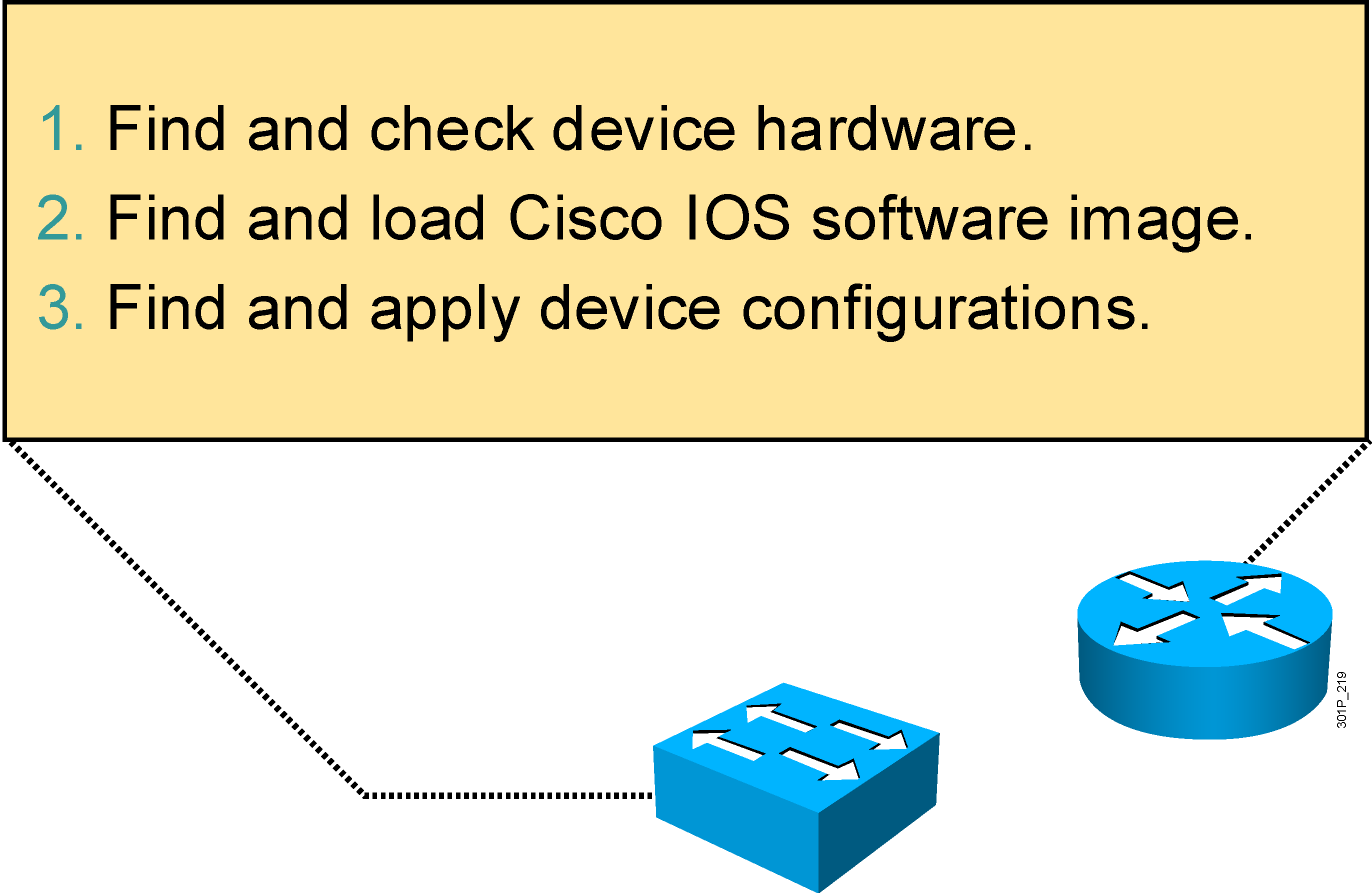 1. Find and check device hardware.
2. Find and load Cisco IOS software image.
3. Find and apply device configurations.
301P_219